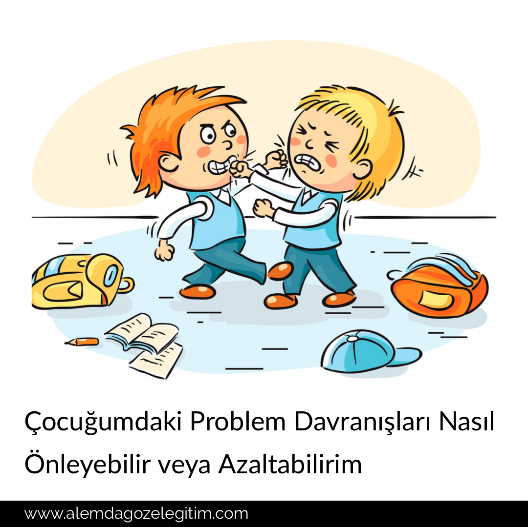 Çocuğumdaki Problem Davranışları Nasıl
Önleyebilir veya Azaltabilirim
www.alemdagozelegitim.com